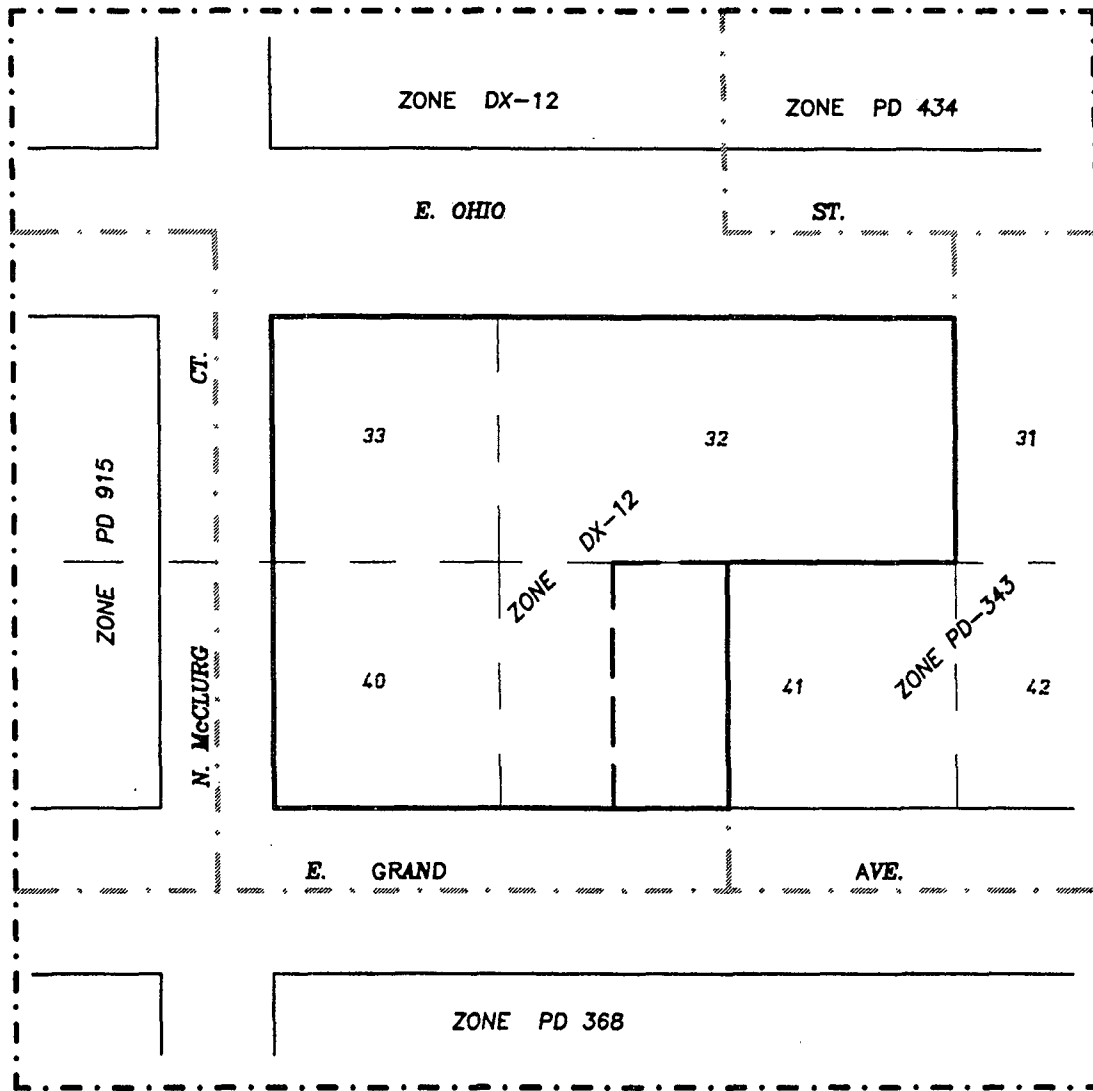 ZONE DX-12
ZONE PD 434
E. OHIO ST.
CT.
33
32
31
ZONE PD 915
ZONE DX-12
N. McCLURG
40
41
ZONE PD-343
42
E. GRAND AVE.
ZONE PD 368